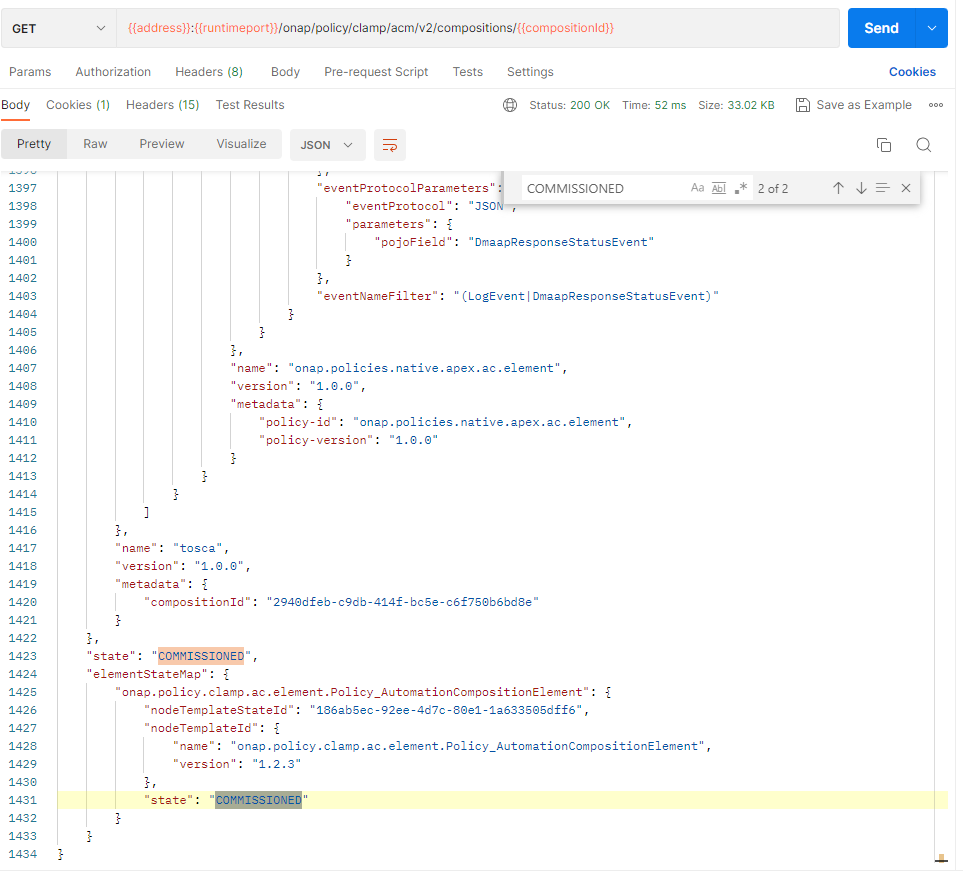 GET {{address}}:{{runtimeport}}/onap/policy/clamp/acm/v2/compositions/{{compositionId}} Send
Params Authorization Headers (8) Body Pre-request Script Tests Settings Cookies
Body Cookies (1) Headers (15) Test Results Status: 200 OK Time: 52 ms Size: 33.02 KB Save as Example
Pretty Raw Preview Visualize JSON
COMMISSIONED Aa Abl .* 2 of 2
1396 },
1397 "eventProtocolParameters":
1398 "eventProtocol": "JSON",
1399 "parameters": {
1400 "pojoField": "DmaapResponseStatusEvent"
1401 }
1402 },
1403 "eventNameFilter": "(LogEvent|DmaapResponseStatusEvent)"
1404 }
1405 }
1406 },
1407 "name": "onap.policies.native.apex.ac.element",
1408 "version": "1.0.0",
1409 "metadata": {
1410 "policy-id": "onap.policies.native.apex.ac.element",
1411 "policy-version": "1.0.0"
1412 }
1413 }
1414 }
1415 ]
1416 },
1417 "name": "tosca",
1418 "version": "1.0.0",
1419 "metadata": {
1420 "compositionId": "2940dfeb-c9db-414f-bc5e-c6f750b6bd8e"
1421 }
1422 },
1423 "state": "COMMISSIONED",
1424 "elementStateMap": {
1425 "onap.policy.clamp.ac.element.Policy_AutomationCompositionElement": {
1426 "nodeTemplateStateId": "186ab5ec-92ee-4d7c-80e1-1a633505dff6",
1427 "nodeTemplateId": {
1428 "name": "onap.policy.clamp.ac.element.Policy_AutomationCompositionElement",
1429 "version": "1.2.3"
1430 },
1431 "state": "COMMISSIONED"
1432 }
1433 }
1434 }